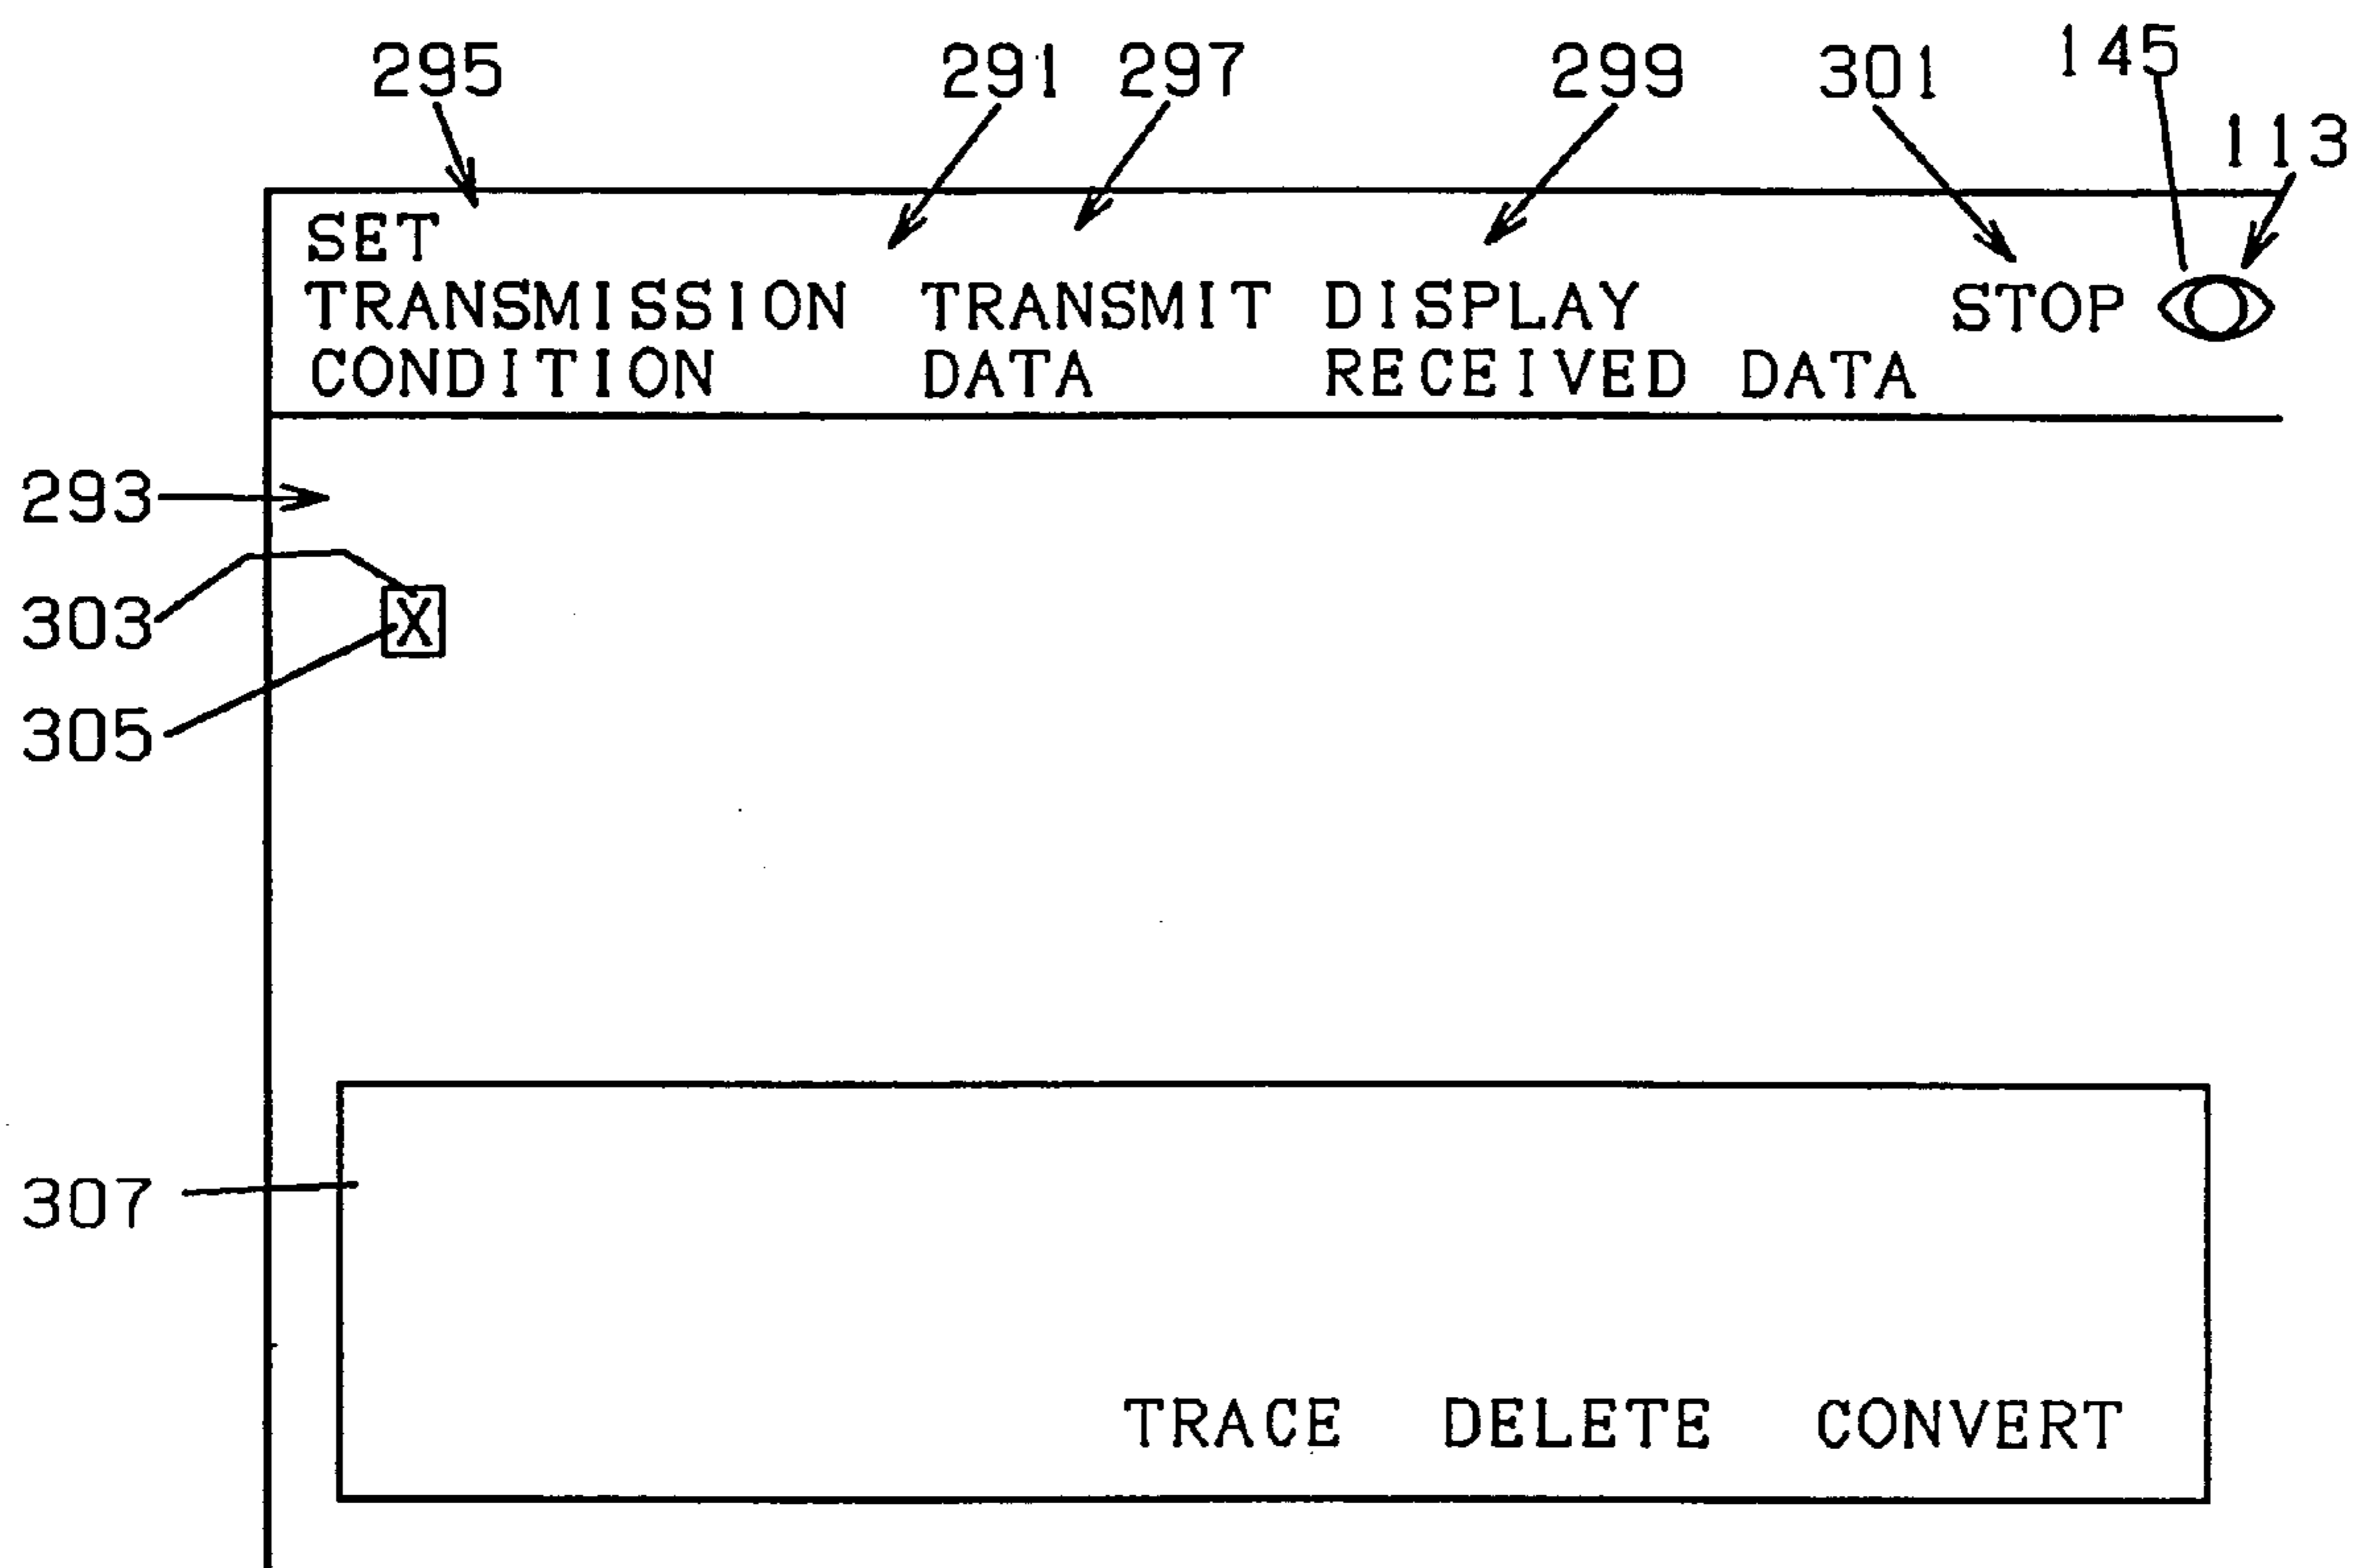 295 291 297 299 301 145
113
SET
TRANSMISSION TRANSMIT DISPLAY STOP
CONDITION DATA RECEIVED DATA
293
303 X
305
307
TRACE DELETE CONVERT